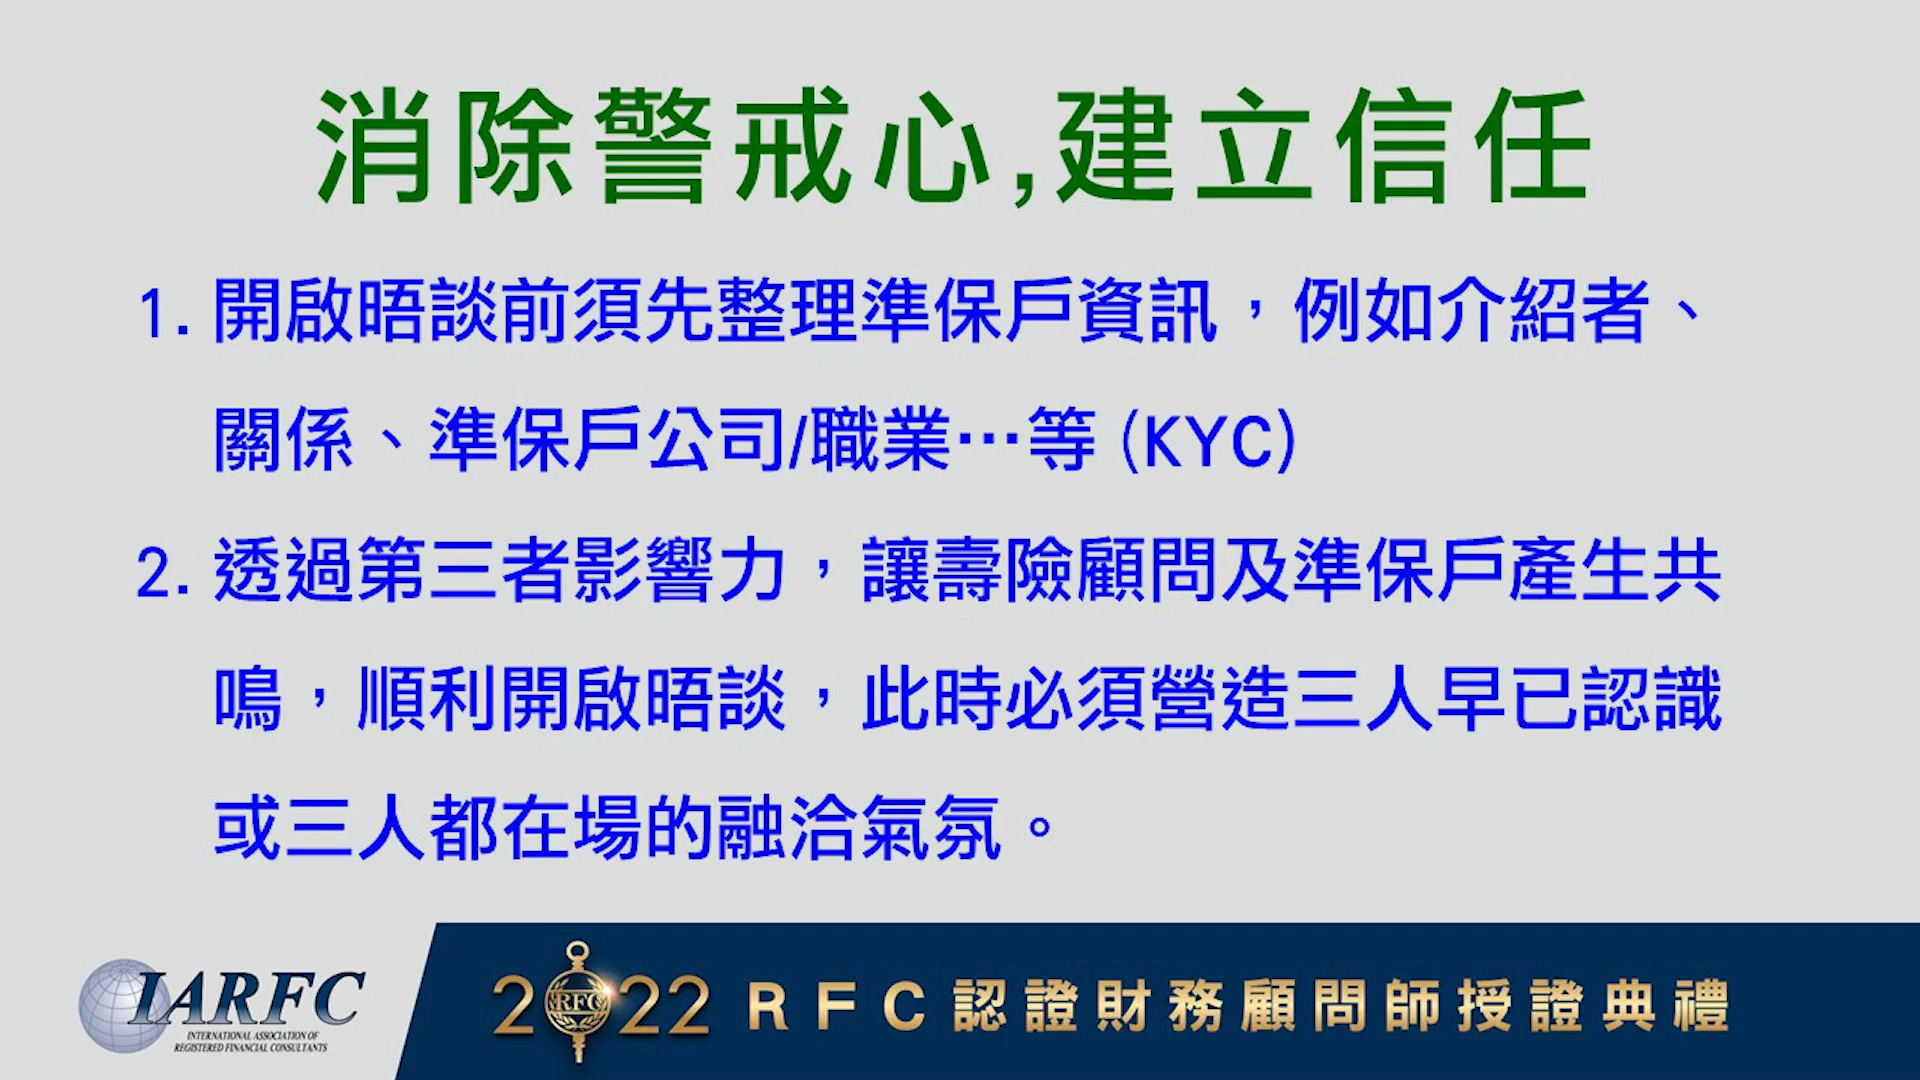 消除警戒心,建立信任
1. 開啟晤談前須先整理準保戶資訊，例如介紹者、
關係、準保戶公司/職業…等 (KYC)
2. 透過第三者影響力，讓壽險顧問及準保戶產生共
鳴，順利開啟晤談，此時必須營造三人早已認識
或三人都在場的融洽氣氛。
IARFC
INTERNATIONAL ASSOCIATION OF
REGISTERED FINANCIAL CONSULTANTS
2022 RFC認證財務顧問師授證典禮
RFC